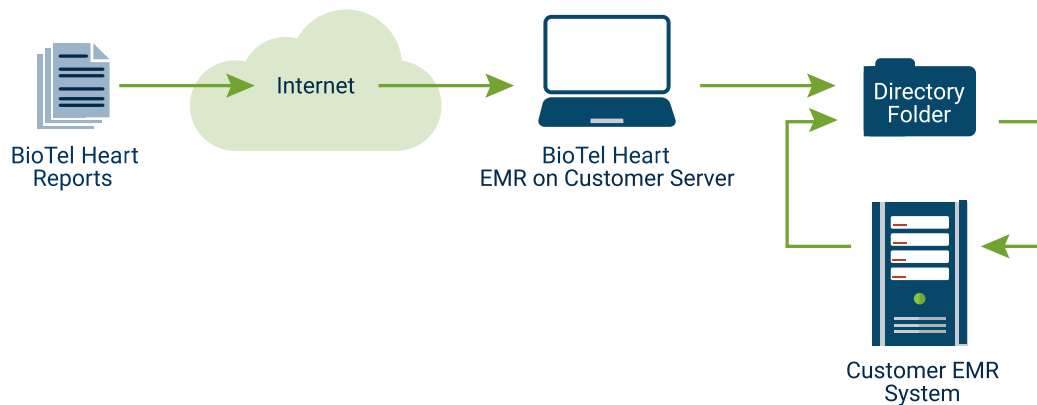 Internet
BioTel Heart
Reports
BioTel Heart
EMR on Customer Server
Directory
Folder
Customer EMR
System